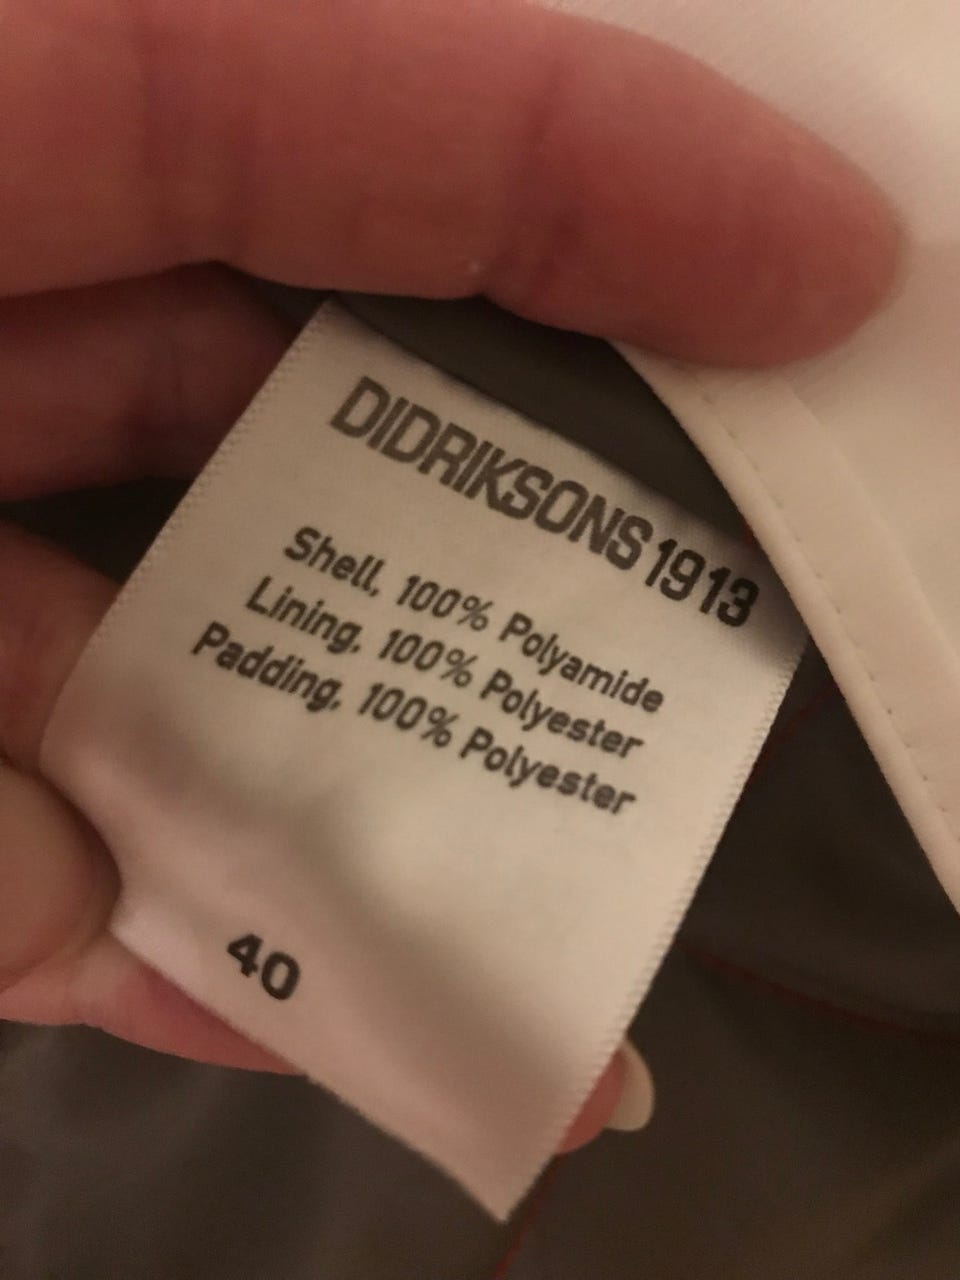 DIDRIKSONS 1913
Shell, 100% Polyamide
Lining, 100% Polyester
Padding, 100% Polyester
40